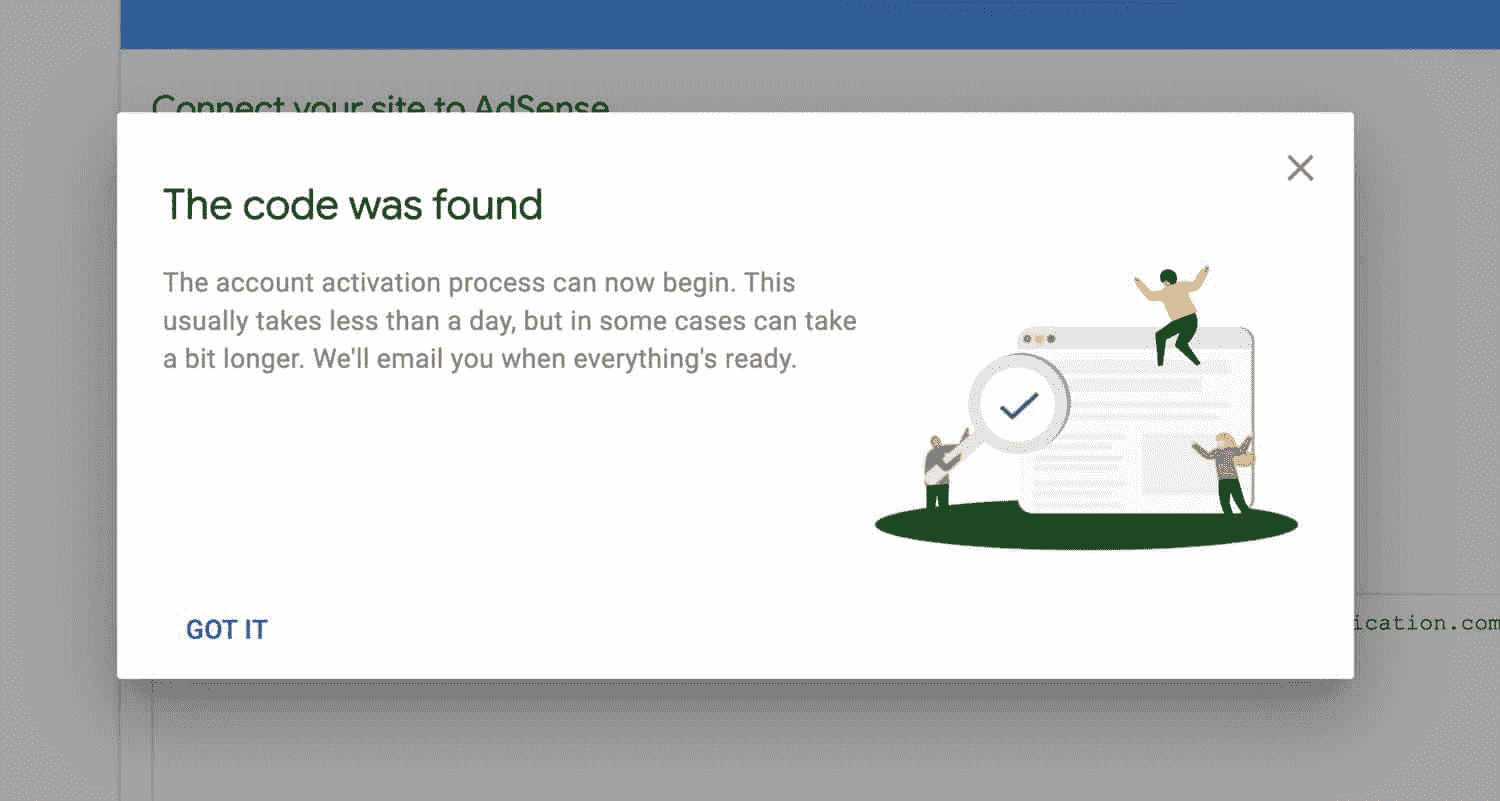 Connect your site to AdSense
The code was found
The account activation process can now begin. This
usually takes less than a day, but in some cases can take
a bit longer. We'll email you when everything's ready.
GOT IT
ication.com